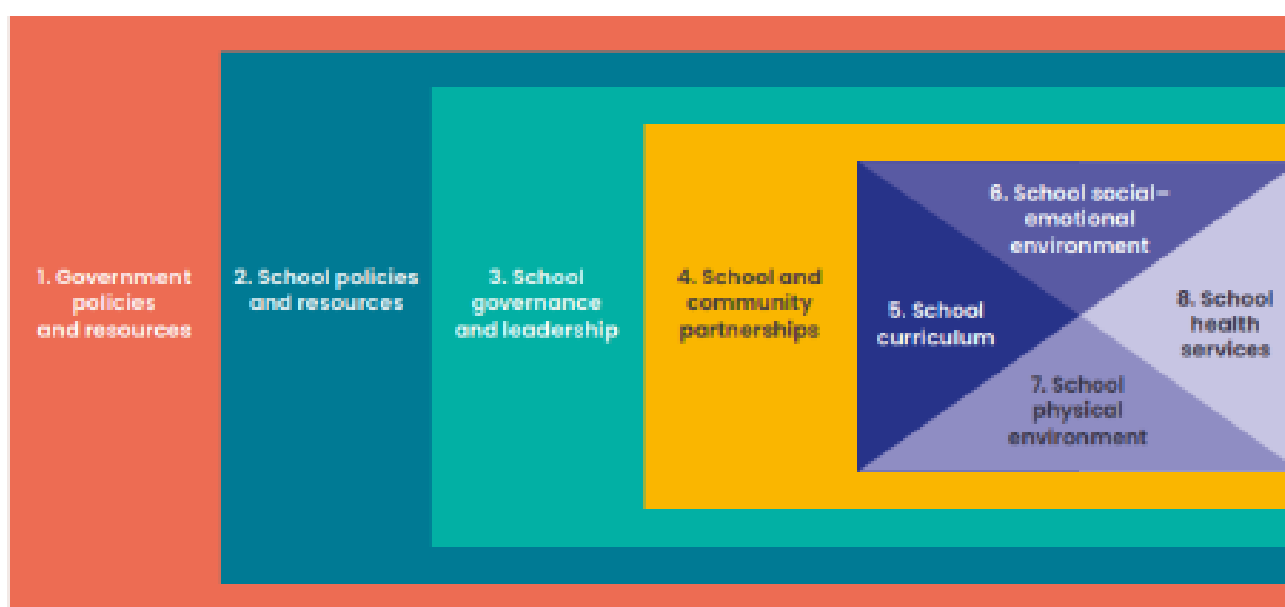 1. Government
policies
and resources
2. School policies
and resources
3. School
governance
and leadership
4. School and
community
partnerships
5. School
curriculum
6. School social–
emotional
environment
7. School
physical
environment
8. School
health
services